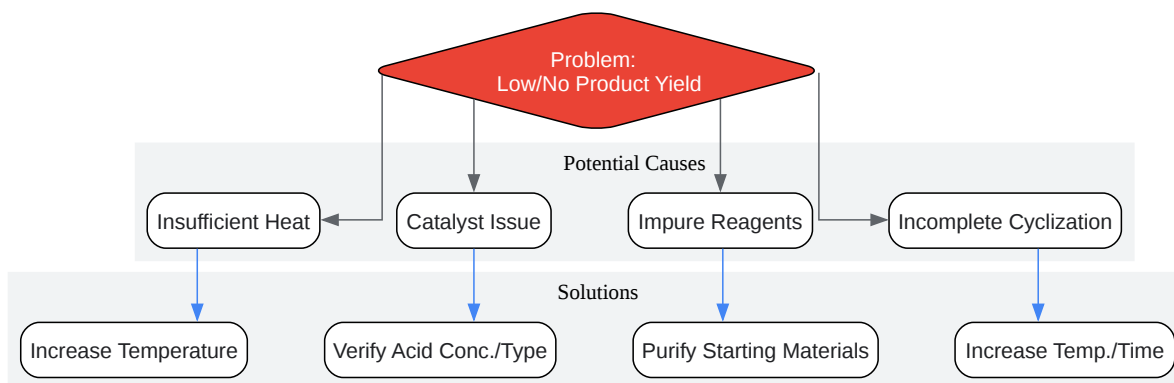 Problem:
Low/No Product Yield
Potential Causes
Insufficient Heat
Catalyst Issue
Impure Reagents
Incomplete Cyclization
Solutions
Increase Temperature
Verify Acid Conc./Type
Purify Starting Materials
Increase Temp./Time